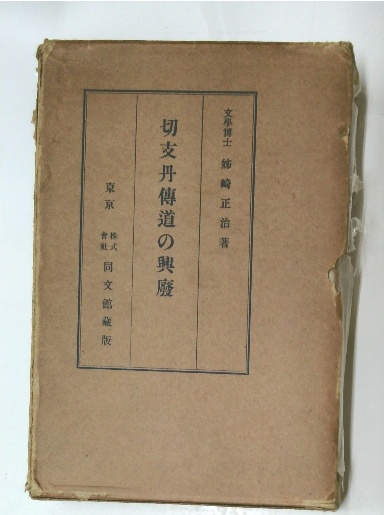 文學博士 姉崎正治著
切支丹傳道の興廢
東京 株式會社 同文館藏版